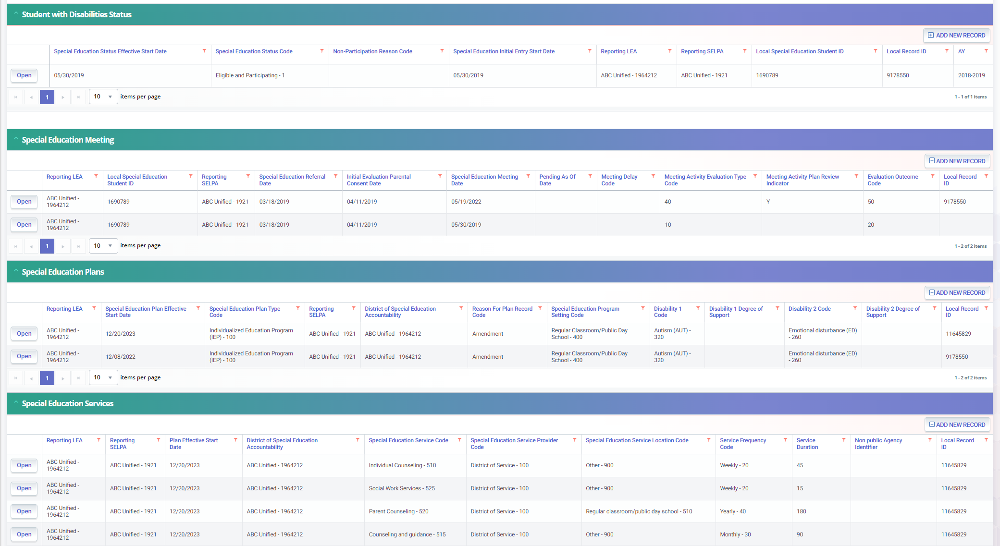 Student with Disabilities Status
ADD NEW RECORD
Special Education Status Effective Start Date Special Education Status Code Non-Participation Reason Code Special Education Initial Entry Start Date Reporting LEA Reporting SELPA Local Special Education Student ID Local Record ID AY
Open 05/30/2019 Eligible and Participating - 1 05/30/2019 ABC Unified - 1964212 ABC Unified - 1921 1690789 9178550 2018-2019
1 10 items per page 1 - 1 of 1 items
Special Education Meeting
ADD NEW RECORD
Reporting LEA Local Special Education Reporting Special Education Referral Initial Evaluation Parental Special Education Meeting Pending As Of Meeting Delay Meeting Activity Evaluation Type Meeting Activity Plan Review Evaluation Outcome Local Record
Student ID SELPA Date Consent Date Date Date Code Code Indicator Code ID
ABC Unified -
Open 1690789 ABC Unified - 1921 03/18/2019 04/11/2019 05/19/2022 40 Y 50 9178550
1964212
ABC Unified -
Open 1690789 ABC Unified - 1921 03/18/2019 04/11/2019 05/30/2019 10 20
1964212
1 10 items per page 1 - 2 of 2 items
Special Education Plans
ADD NEW RECORD
Reporting LEA Special Education Plan Effective Special Education Plan Type Reporting District of Special Education Reason For Plan Record Special Education Program Disability 1 Disability 1 Degree of Disability 2 Code Disability 2 Degree of Local Record
Start Date Code SELPA Accountability Code Setting Code Code Support Support ID
ABC Unified - Individualized Education Program Regular Classroom/Public Day Autism (AUT) - Emotional disturbance (ED)
Open 12/20/2023 ABC Unified - 1921 ABC Unified - 1964212 Amendment 11645829
1964212 (IEP) - 100 School - 400 320 - 260
ABC Unified - Individualized Education Program Regular Classroom/Public Day Autism (AUT) - Emotional disturbance (ED)
Open 12/08/2022 ABC Unified - 1921 ABC Unified - 1964212 Amendment 9178550
1964212 (IEP) - 100 School - 400 320 - 260
1 10 items per page 1 - 2 of 2 items
Special Education Services
ADD NEW RECORD
Reporting LEA Reporting Plan Effective Start District of Special Education Special Education Service Code Special Education Service Provider Special Education Service Location Code Service Frequency Service Non public Agency Local Record
SELPA Date Accountability Code Code Duration Identifier ID
ABC Unified -
Open ABC Unified - 1921 12/20/2023 ABC Unified - 1964212 Individual Counseling - 510 District of Service - 100 Other - 900 Weekly - 20 45 11645829
1964212
ABC Unified -
Open ABC Unified - 1921 12/20/2023 ABC Unified - 1964212 Social Work Services - 525 District of Service - 100 Other - 900 Weekly - 20 15 11645829
1964212
ABC Unified -
Open ABC Unified - 1921 12/20/2023 ABC Unified - 1964212 Parent Counseling - 520 District of Service - 100 Regular classroom/public day school - 510 Yearly - 40 180 11645829
1964212
ABC Unified -
Open ABC Unified - 1921 12/20/2023 ABC Unified - 1964212 Counseling and guidance - 515 District of Service - 100 Other - 900 Monthly - 30 90 11645829
1964212